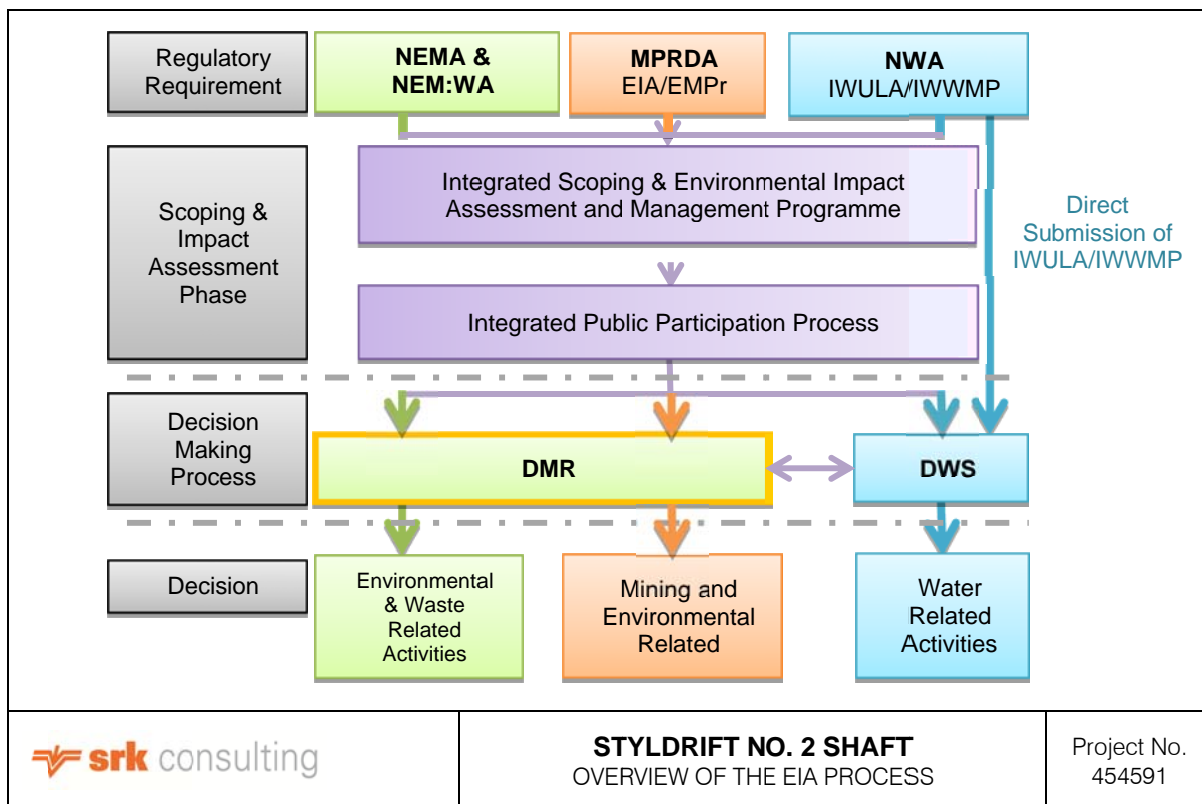 Regulatory
Requirement
NEMA &
NEM:WA
MPRDA
EIA/EMPr
NWA
IWULA/IWWMP
Scoping &
Impact
Assessment
Phase
Integrated Scoping & Environmental Impact
Assessment and Management Programme
Direct
Submission of
IWULA/IWWMP
Integrated Public Participation Process
Decision
Making
Process
DMR
DWS
Decision
Environmental
& Waste
Related
Activities
Mining and
Environmental
Related
Water
Related
Activities
srk consulting
STYLDRIFT NO. 2 SHAFT
OVERVIEW OF THE EIA PROCESS
Project No.
454591